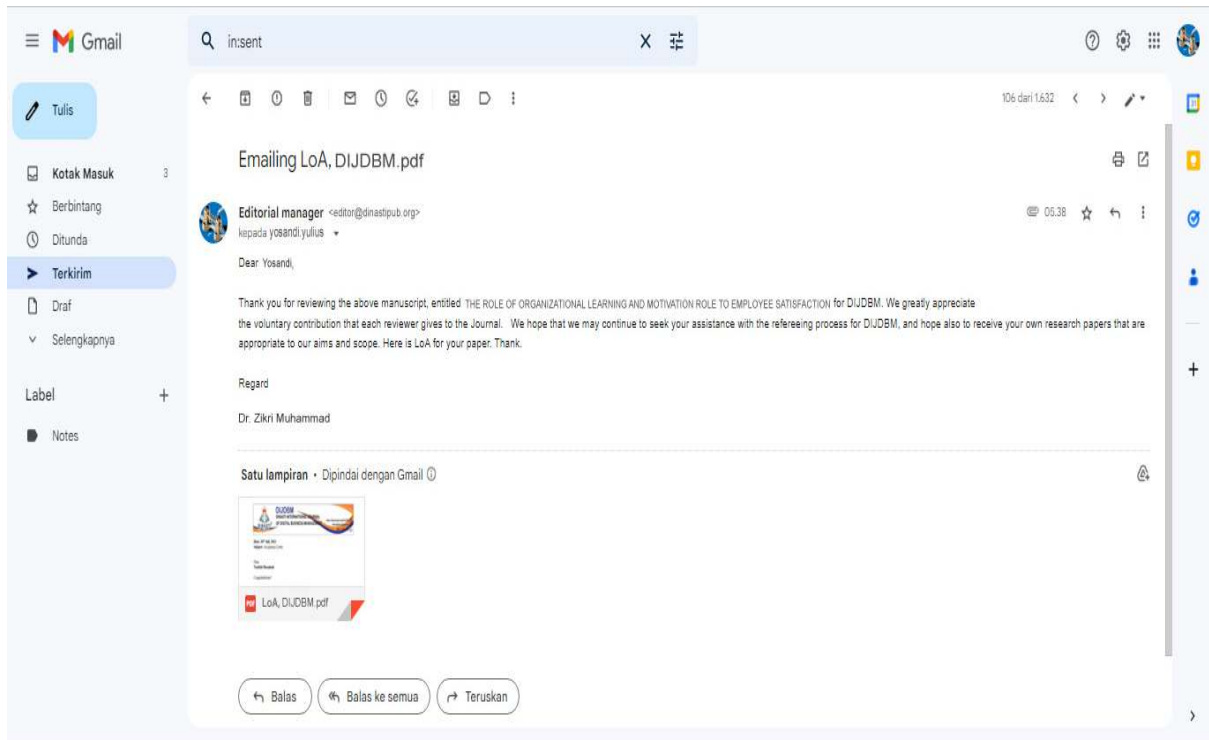 Gmail
in:sent
Tulis
106 dari 1.632
Kotak Masuk 3
Berbintang
Ditunda
Terkirim
Draf
Selengkapnya
Label
Notes
Emailing LoA, DIJDBM.pdf
Editorial manager <editor@dinastipub.org>
05.38
kepada yosandi.yulius
Dear Yosandi,
Thank you for reviewing the above manuscript, entitled THE ROLE OF ORGANIZATIONAL LEARNING AND MOTIVATION ROLE TO EMPLOYEE SATISFACTION for DIJDBM. We greatly appreciate
the voluntary contribution that each reviewer gives to the Journal. We hope that we may continue to seek your assistance with the refereeing process for DIJDBM, and hope also to receive your own research papers that are
appropriate to our aims and scope. Here is LoA for your paper. Thank.
Regard
Dr. Zikri Muhammad
Satu lampiran • Dipindai dengan Gmail
DIJDBM
PDF LoA, DIJDBM.pdf
Balas
Balas ke semua
Teruskan